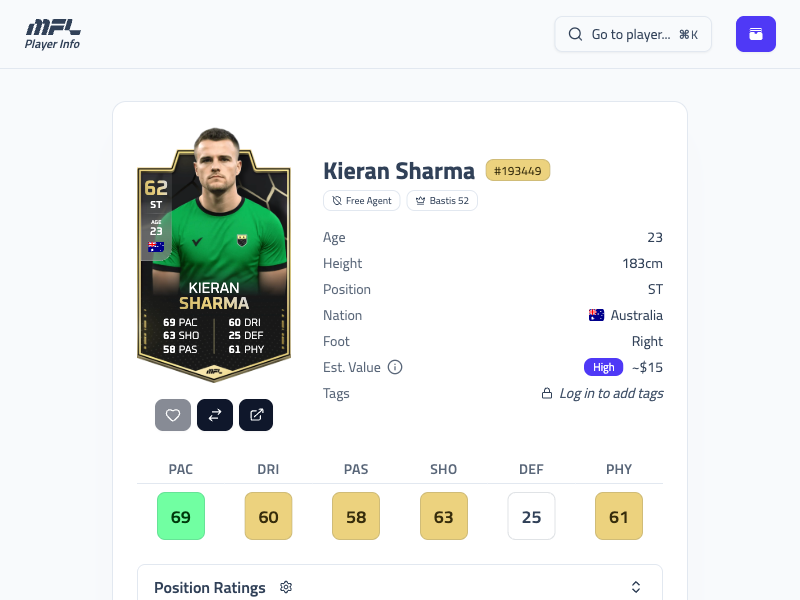 MFL
Player Info
Go to player... ⌘K
62
ST
AGE
23
KIERAN
SHARMA
69 PAC 60 DRI
63 SHO 25 DEF
58 PAS 61 PHY
MFL
Kieran Sharma #193449
Free Agent Bastis 52
Age 23
Height 183cm
Position ST
Nation Australia
Foot Right
Est. Value High ~$15
Tags Log in to add tags
PAC DRI PAS SHO DEF PHY
69 60 58 63 25 61
Position Ratings